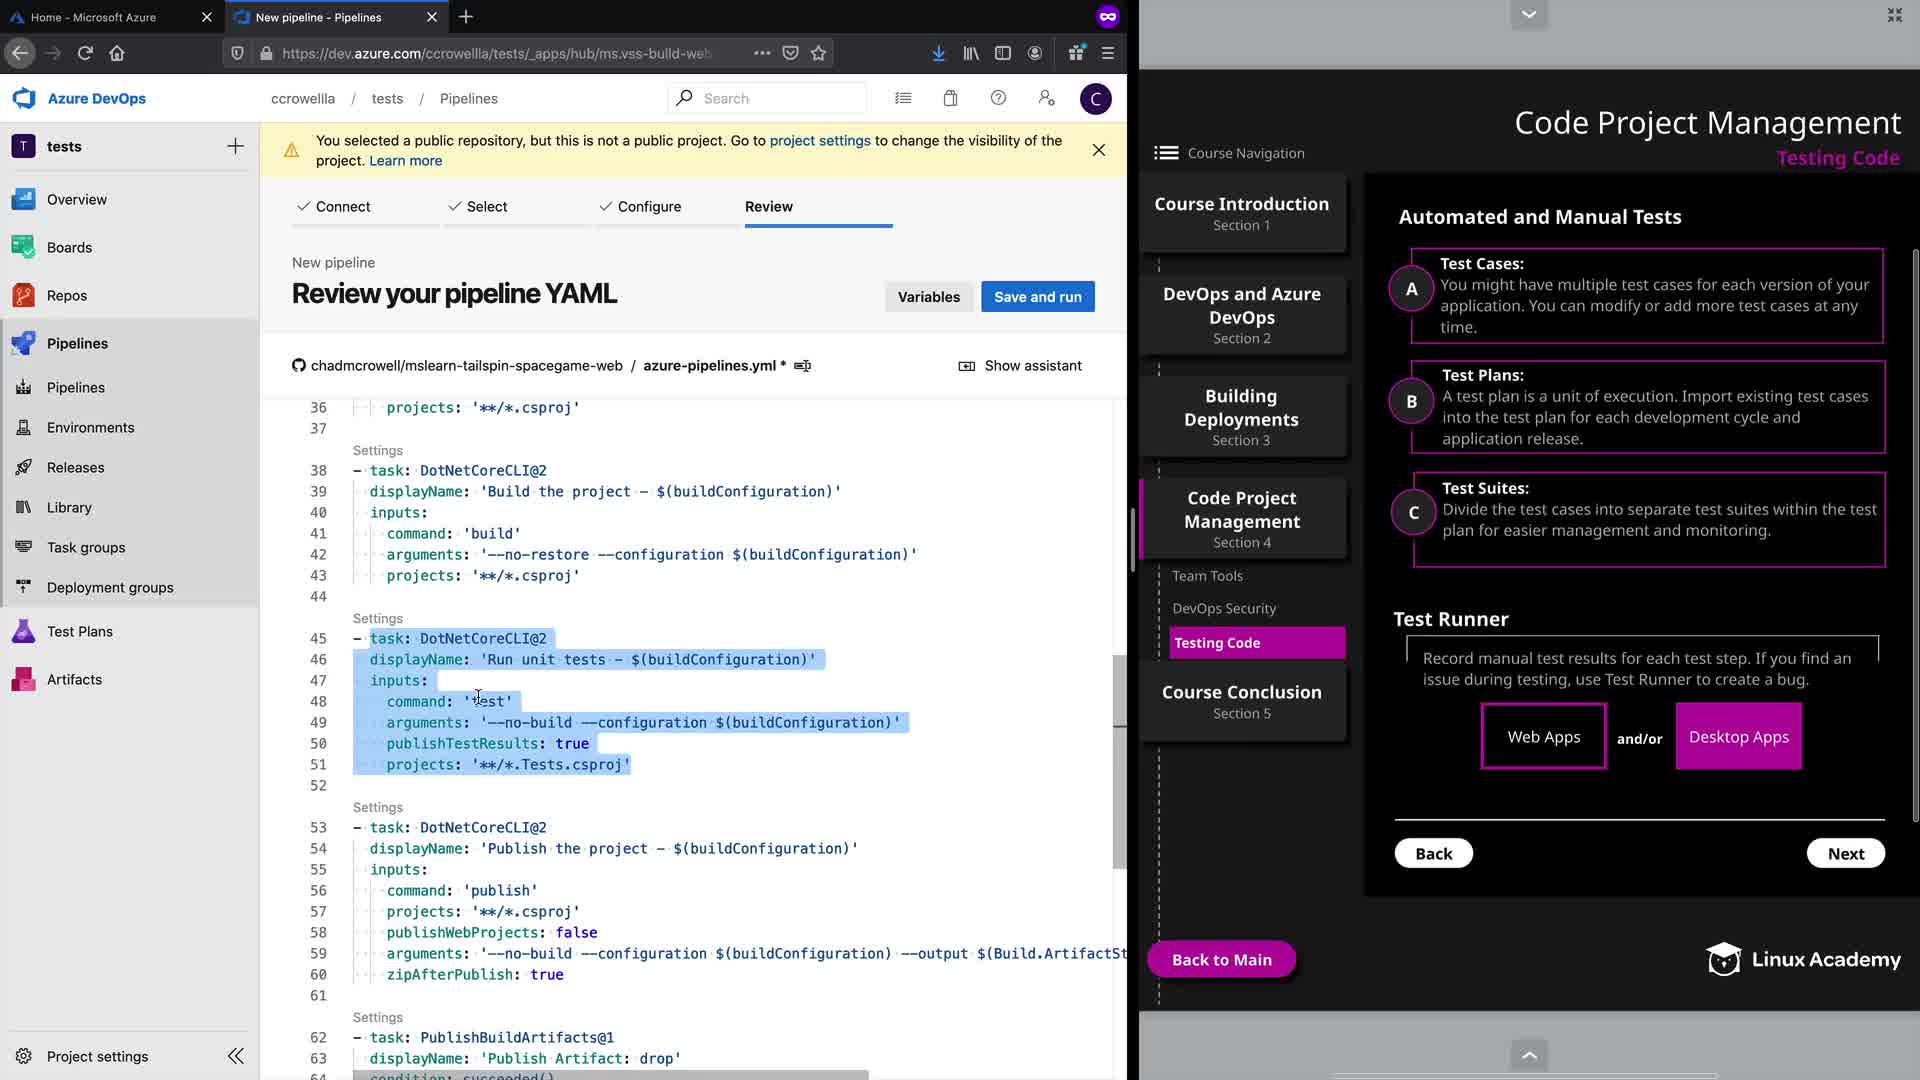 Home - Microsoft Azure
New pipeline - Pipelines
https://dev.azure.com/ccrowellla/tests/_apps/hub/ms.vss-build-web
Azure DevOps
ccrowellla / tests / Pipelines
Search
C
T
tests
Overview
Boards
Repos
Pipelines
Pipelines
Environments
Releases
Library
Task groups
Deployment groups
Test Plans
Artifacts
Project settings
You selected a public repository, but this is not a public project. Go to project settings to change the visibility of the
project. Learn more
Connect
Select
Configure
Review
New pipeline
Review your pipeline YAML
Variables
Save and run
chadmcrowell/mslearn-tailspin-spacegame-web / azure-pipelines.yml *
Show assistant
36 projects: '**/*.csproj'
37
Settings
38 - task: DotNetCoreCLI@2
39 displayName: 'Build the project - $(buildConfiguration)'
40 inputs:
41 command: 'build'
42 arguments: '--no-restore --configuration $(buildConfiguration)'
43 projects: '**/*.csproj'
44
Settings
45 - task: DotNetCoreCLI@2
46 displayName: 'Run unit tests - $(buildConfiguration)'
47 inputs:
48 command: 'test'
49 arguments: '--no-build --configuration $(buildConfiguration)'
50 publishTestResults: true
51 projects: '**/*.Tests.csproj'
52
Settings
53 - task: DotNetCoreCLI@2
54 displayName: 'Publish the project - $(buildConfiguration)'
55 inputs:
56 command: 'publish'
57 projects: '**/*.csproj'
58 publishWebProjects: false
59 arguments: '--no-build --configuration $(buildConfiguration) --output $(Build.ArtifactSt
60 zipAfterPublish: true
61
Settings
62 - task: PublishBuildArtifacts@1
63 displayName: 'Publish Artifact: drop'
64 condition: succeeded()
Code Project Management
Testing Code
Course Navigation
Course Introduction
Section 1
DevOps and Azure
DevOps
Section 2
Building
Deployments
Section 3
Code Project
Management
Section 4
Team Tools
DevOps Security
Testing Code
Course Conclusion
Section 5
Back to Main
Automated and Manual Tests
A
Test Cases:
You might have multiple test cases for each version of your
application. You can modify or add more test cases at any
time.
B
Test Plans:
A test plan is a unit of execution. Import existing test cases
into the test plan for each development cycle and
application release.
C
Test Suites:
Divide the test cases into separate test suites within the test
plan for easier management and monitoring.
Test Runner
Record manual test results for each test step. If you find an
issue during testing, use Test Runner to create a bug.
Web Apps
and/or
Desktop Apps
Back
Next
Linux Academy